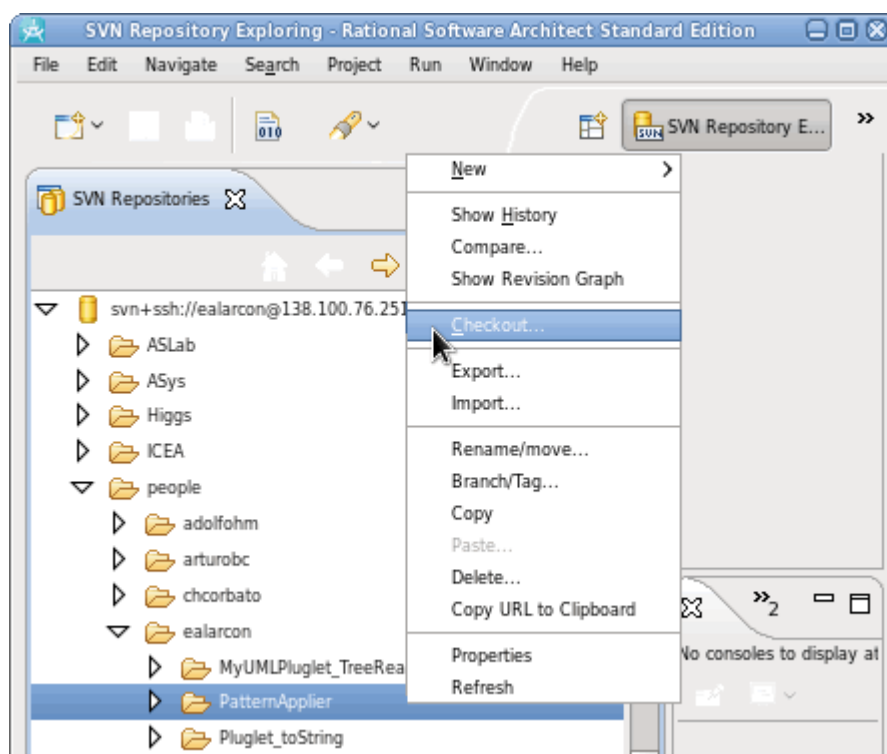 SVN Repository Exploring - Rational Software Architect Standard Edition
File Edit Navigate Search Project Run Window Help
010
SVN
SVN Repository E...
SVN Repositories
New
Show History
Compare...
Show Revision Graph
Checkout...
Export...
Import...
Rename/move...
Branch/Tag...
Copy
Paste...
Delete...
Copy URL to Clipboard
Properties
Refresh
svn+ssh://ealarcon@138.100.76.251
ASLab
ASys
Higgs
ICEA
people
adolfohm
arturobc
chcorbato
ealarcon
MyUMLPluglet_TreeRea
PatternApplier
Pluglet_toString
»2
No consoles to display at